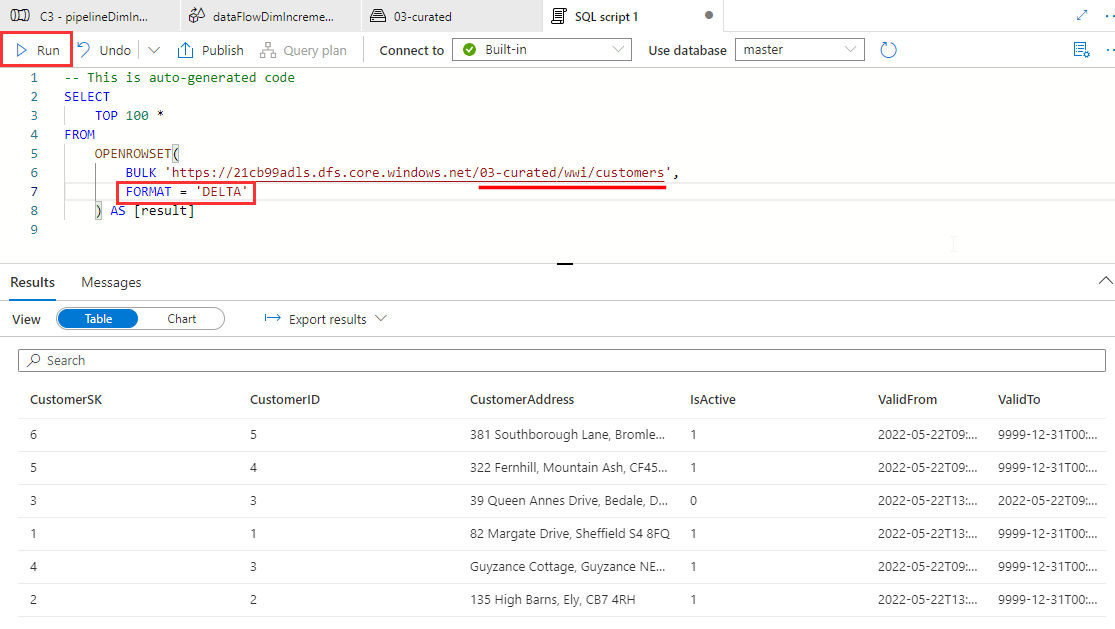 C3 - pipelineDimIn...
dataFlowDimIncreme...
03-curated
SQL script 1
Run
Undo
Publish
Query plan
Connect to
Built-in
Use database
master
1 -- This is auto-generated code
2 SELECT
3 TOP 100 *
4 FROM
5 OPENROWSET(
6 BULK 'https://21cb99adls.dfs.core.windows.net/03-curated/wwi/customers',
7 FORMAT = 'DELTA'
8 ) AS [result]
9
Results Messages
View Table Chart Export results
Search
CustomerSK CustomerID CustomerAddress IsActive ValidFrom ValidTo
6 5 381 Southborough Lane, Bromle... 1 2022-05-22T09:... 9999-12-31T00:...
5 4 322 Fernhill, Mountain Ash, CF45... 1 2022-05-22T09:... 9999-12-31T00:...
3 3 39 Queen Annes Drive, Bedale, D... 0 2022-05-22T13:... 2022-05-22T09:...
1 1 82 Margate Drive, Sheffield S4 8FQ 1 2022-05-22T13:... 9999-12-31T00:...
4 3 Guyzance Cottage, Guyzance NE... 1 2022-05-22T09:... 9999-12-31T00:...
2 2 135 High Barns, Ely, CB7 4RH 1 2022-05-22T13:... 9999-12-31T00:...